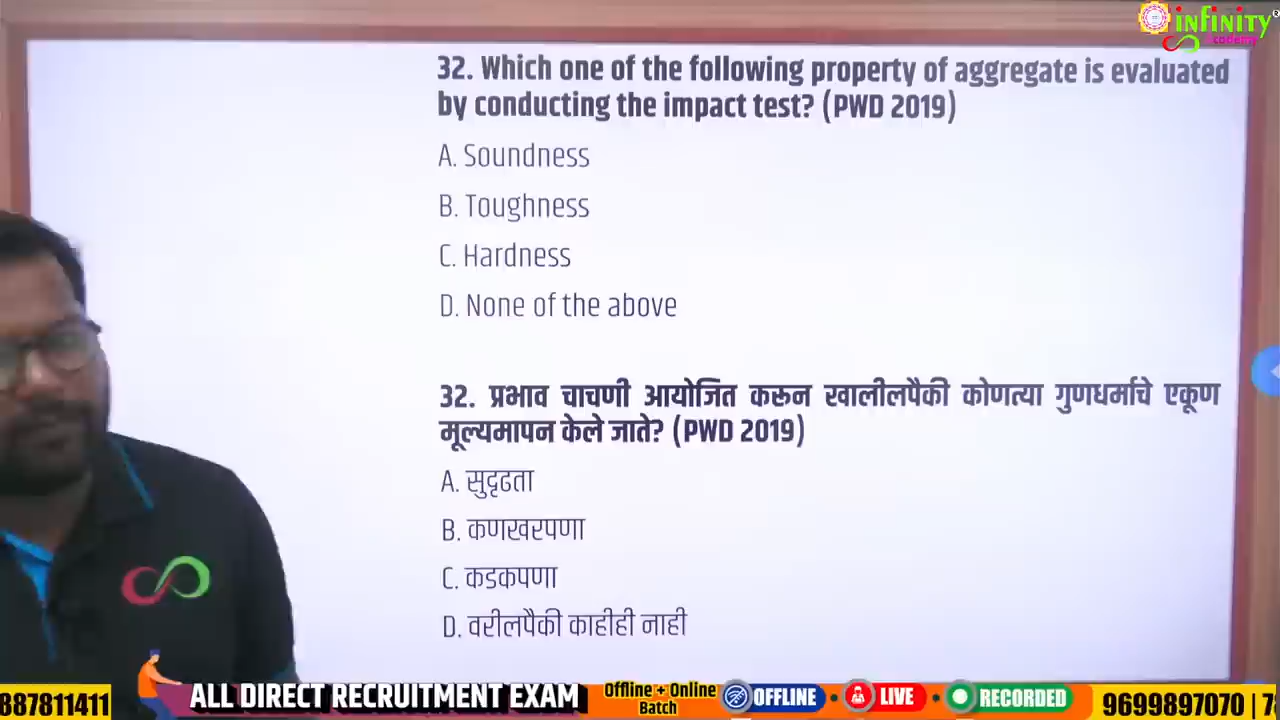 infinity
cademy
32. Which one of the following property of aggregate is evaluated
by conducting the impact test? (PWD 2019)
A. Soundness
B. Toughness
C. Hardness
D. None of the above
32. प्रभाव चाचणी आयोजित करून खालीलपैकी कोणत्या गुणधर्माचे एकूण
मूल्यमापन केले जाते? (PWD 2019)
A. सुदृढता
B. कणखरपणा
C. कडकपणा
D. वरीलपैकी काहीही नाही
887811411 ALL DIRECT RECRUITMENT EXAM Offline + Online Batch OFFLINE • LIVE • RECORDED 9699897070 | 7